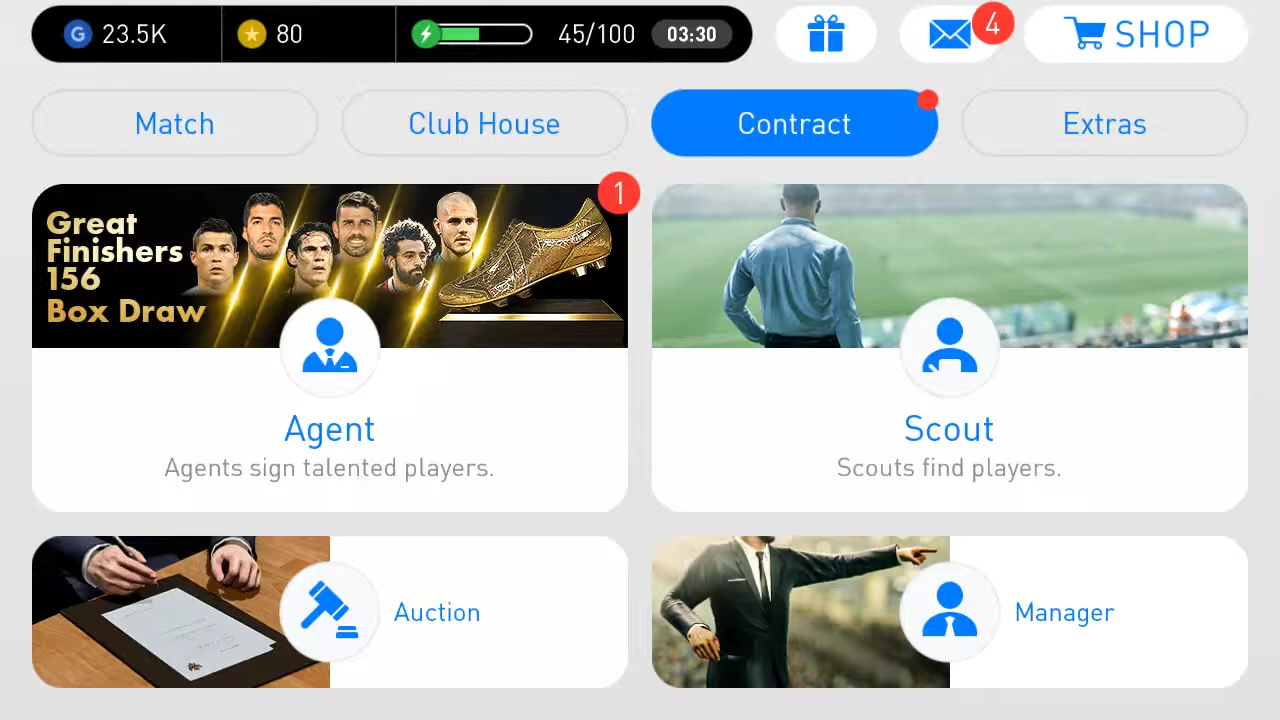 G 23.5K
80
45/100
03:30
4
SHOP
Match
Club House
Contract
Extras
Great
Finishers
156
Box Draw
1
Agent
Agents sign talented players.
Scout
Scouts find players.
Auction
Manager